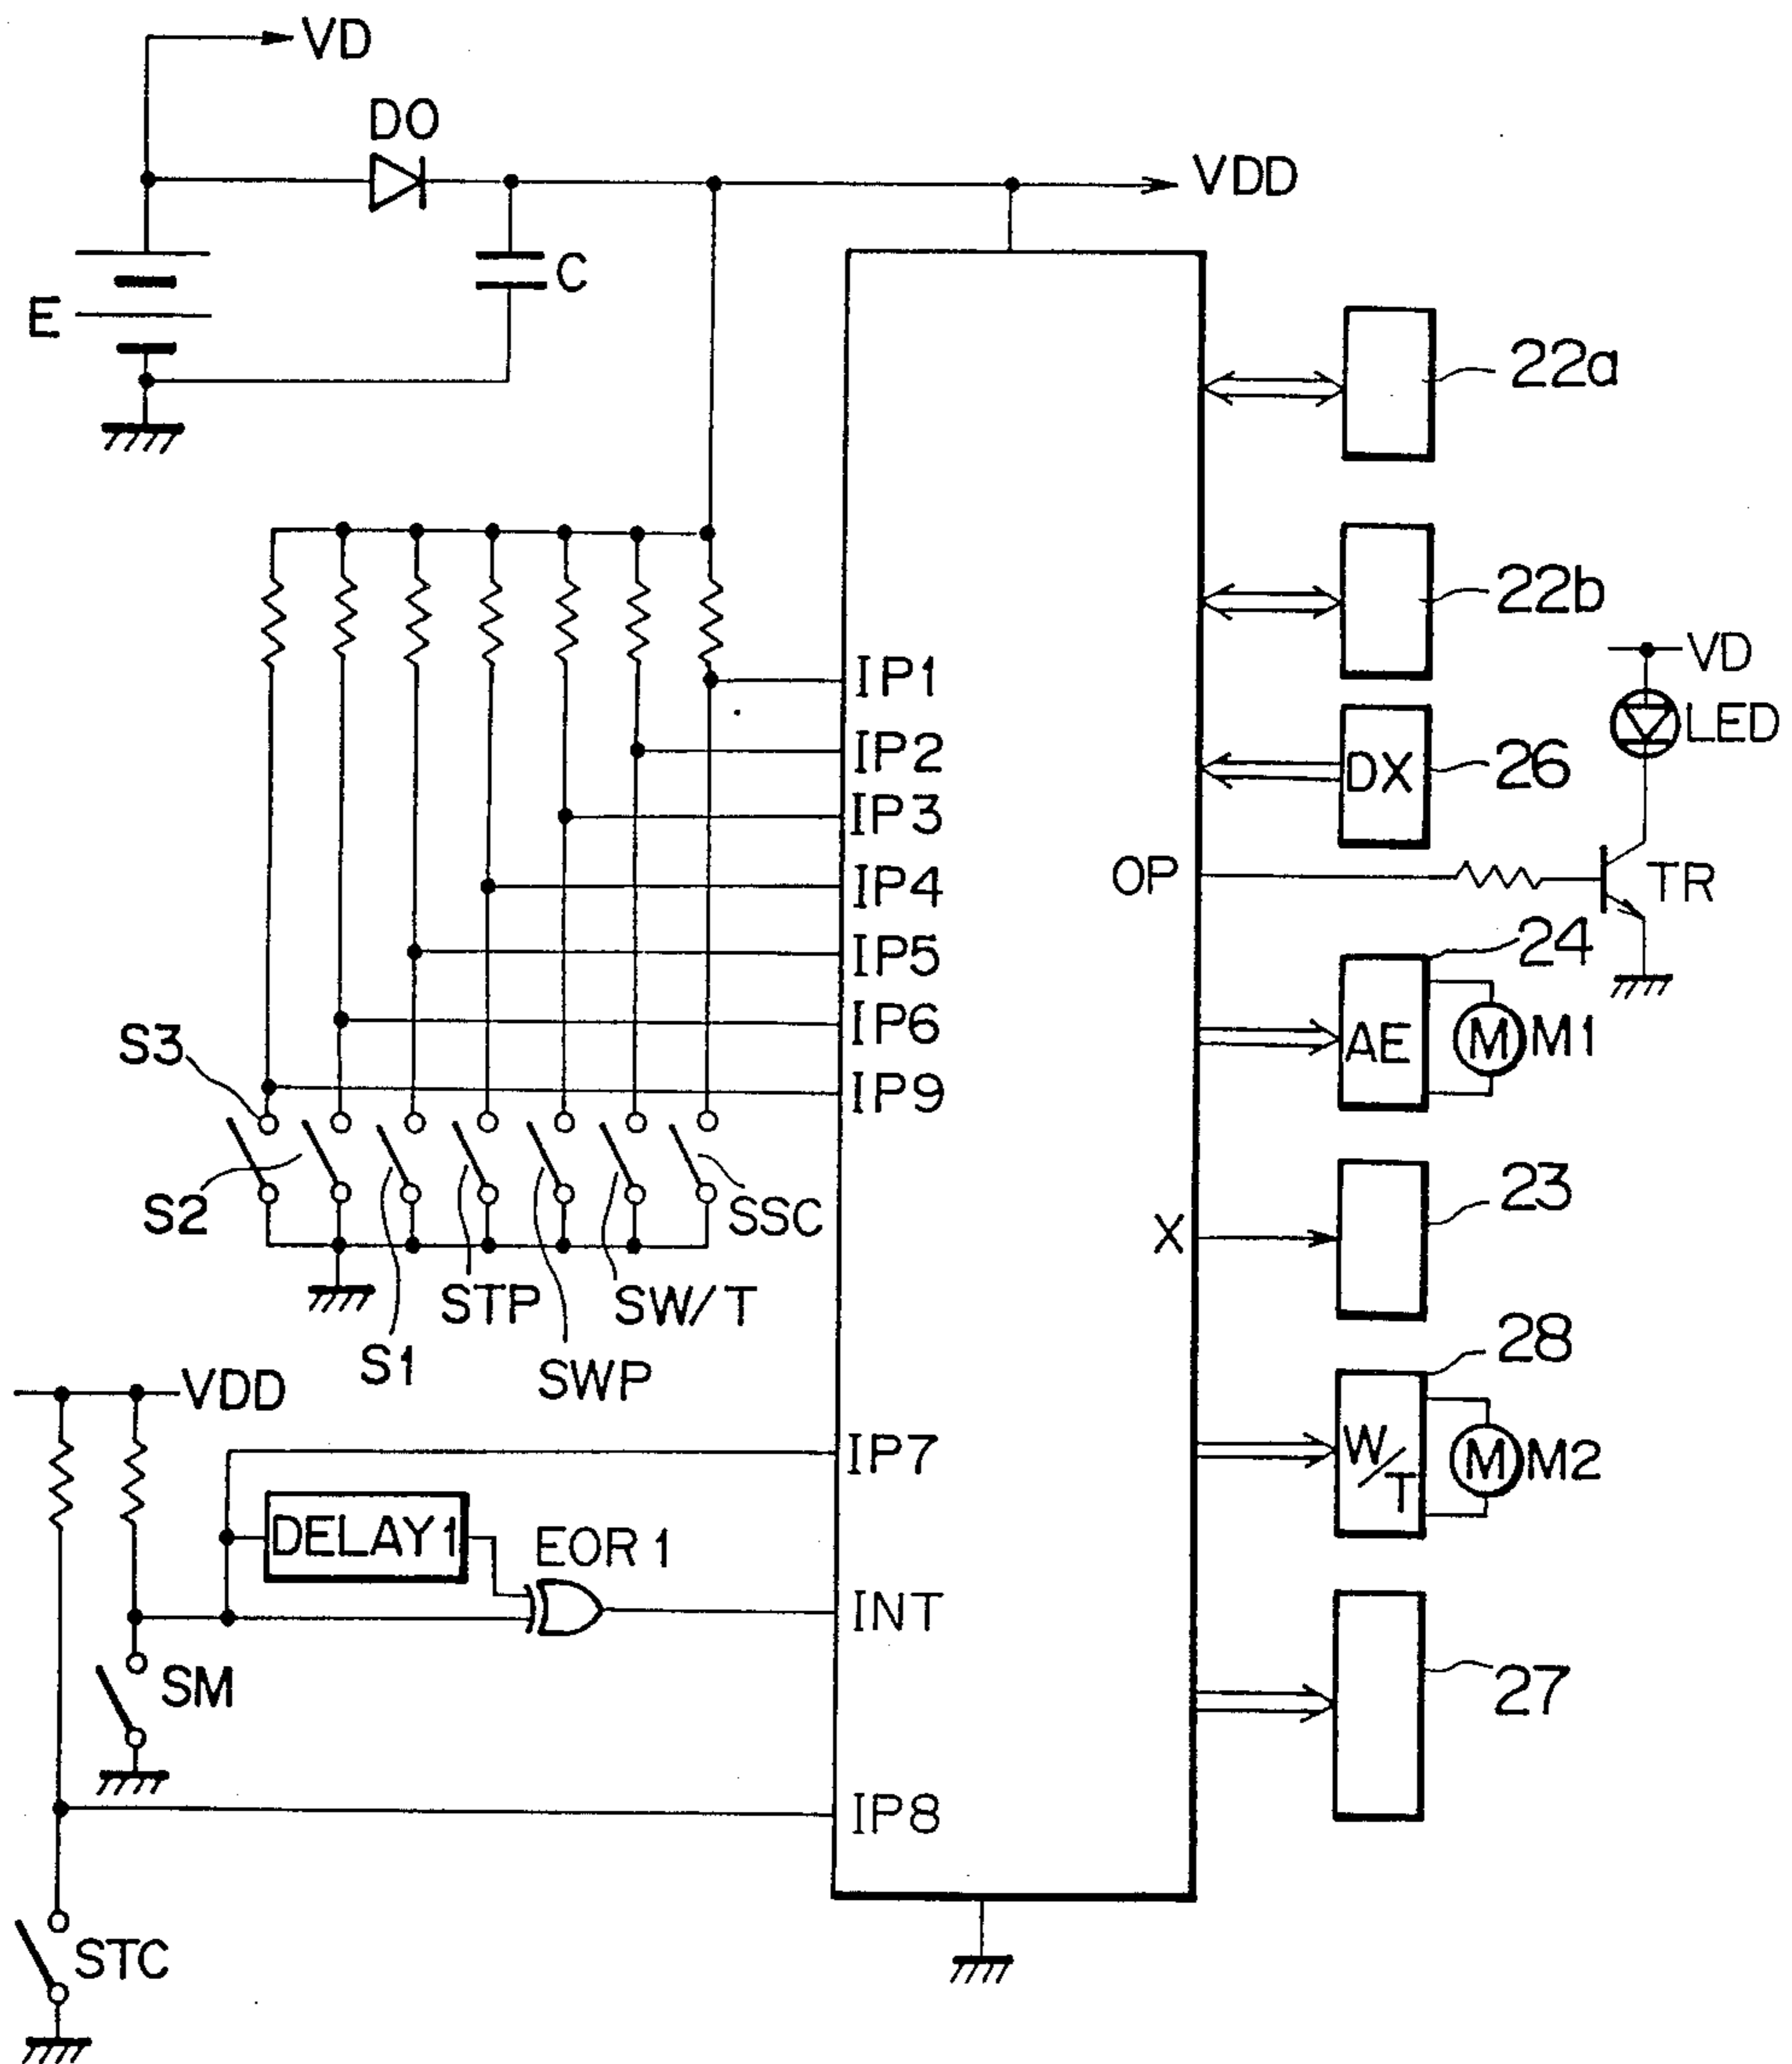 VD
DO
VDD
E
C
22a
22b
VD
LED
IP1
IP2
DX
26
IP3
OP
TR
IP4
24
IP5
IP6
S3
AE
M
M1
IP9
S2
SSC
23
X
STP
SW/T
S1
SWP
28
VDD
IP7
W/T
M
M2
DELAY1
EOR1
INT
SM
27
IP8
STC